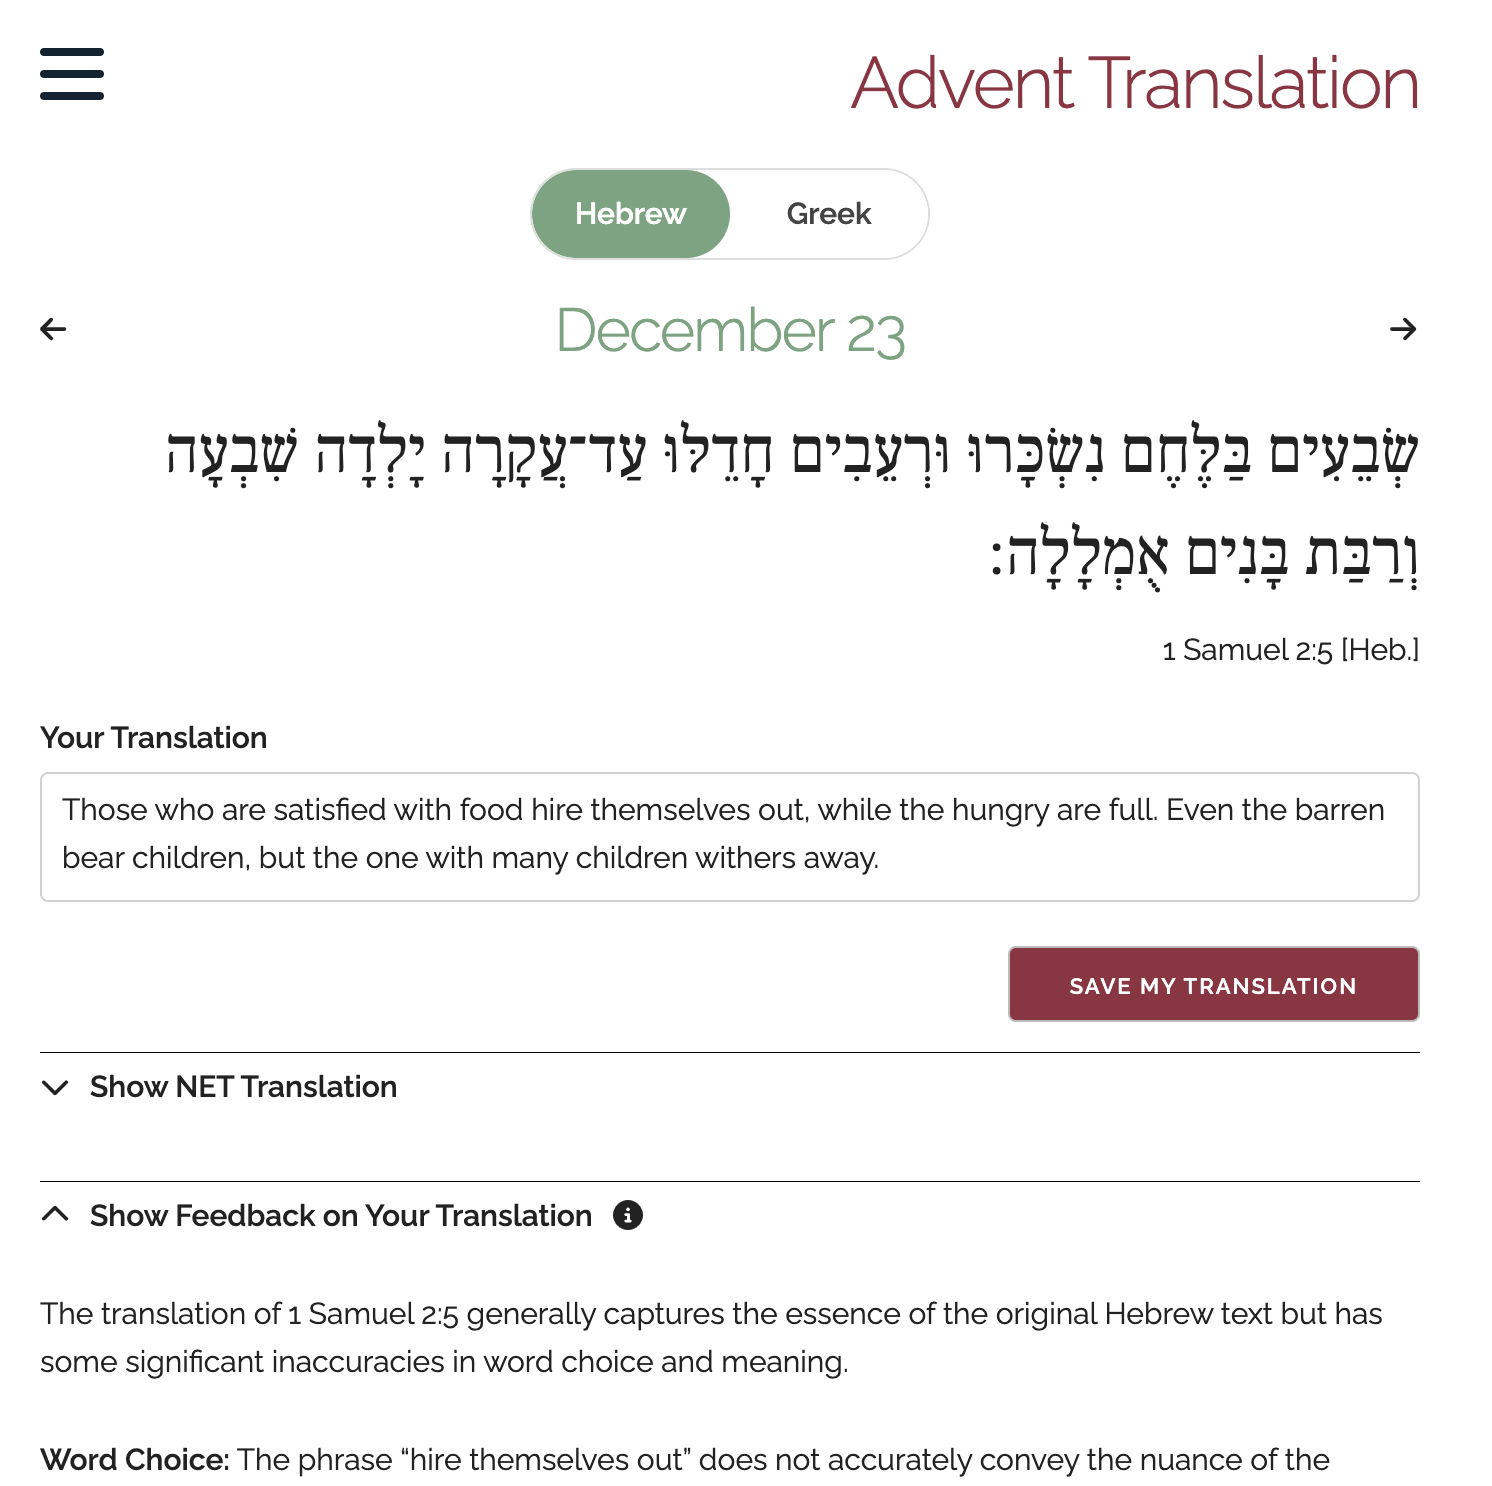 Advent Translation
Hebrew Greek
December 23
שְׂבֵעִים בַּלֶּחֶם נִשְׂכָּרוּ וּרְעֵבִים חָדֵלּוּ עַד־עֲקָרָה יָלְדָה שִׁבְעָה
וְרַבַּת בָּנִים אֻמְלָלָה׃
1 Samuel 2:5 [Heb.]
Your Translation
Those who are satisfied with food hire themselves out, while the hungry are full. Even the barren
bear children, but the one with many children withers away.
SAVE MY TRANSLATION
Show NET Translation
Show Feedback on Your Translation
The translation of 1 Samuel 2:5 generally captures the essence of the original Hebrew text but has
some significant inaccuracies in word choice and meaning.
Word Choice: The phrase “hire themselves out” does not accurately convey the nuance of the